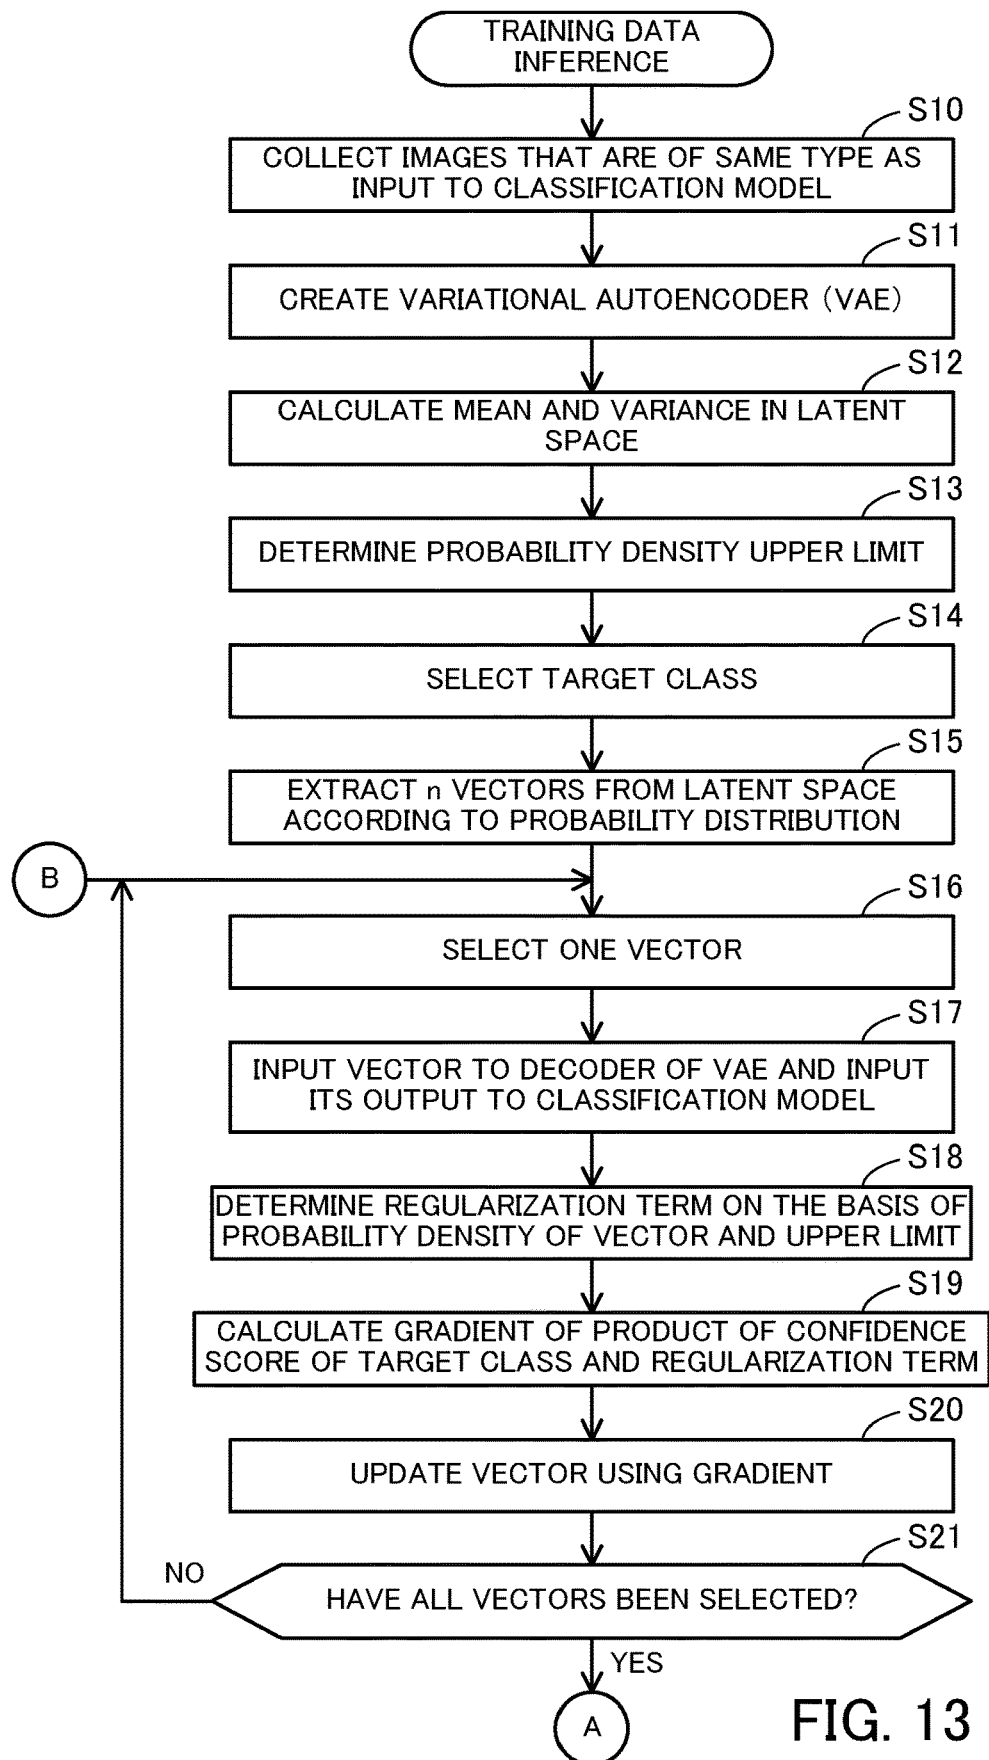 TRAINING DATA
INFERENCE
S10
COLLECT IMAGES THAT ARE OF SAME TYPE AS
INPUT TO CLASSIFICATION MODEL
S11
CREATE VARIATIONAL AUTOENCODER (VAE)
S12
CALCULATE MEAN AND VARIANCE IN LATENT
SPACE
S13
DETERMINE PROBABILITY DENSITY UPPER LIMIT
S14
SELECT TARGET CLASS
S15
EXTRACT n VECTORS FROM LATENT SPACE
ACCORDING TO PROBABILITY DISTRIBUTION
B
S16
SELECT ONE VECTOR
S17
INPUT VECTOR TO DECODER OF VAE AND INPUT
ITS OUTPUT TO CLASSIFICATION MODEL
S18
DETERMINE REGULARIZATION TERM ON THE BASIS OF
PROBABILITY DENSITY OF VECTOR AND UPPER LIMIT
S19
CALCULATE GRADIENT OF PRODUCT OF CONFIDENCE
SCORE OF TARGET CLASS AND REGULARIZATION TERM
S20
UPDATE VECTOR USING GRADIENT
S21
NO
HAVE ALL VECTORS BEEN SELECTED?
YES
A
FIG. 13